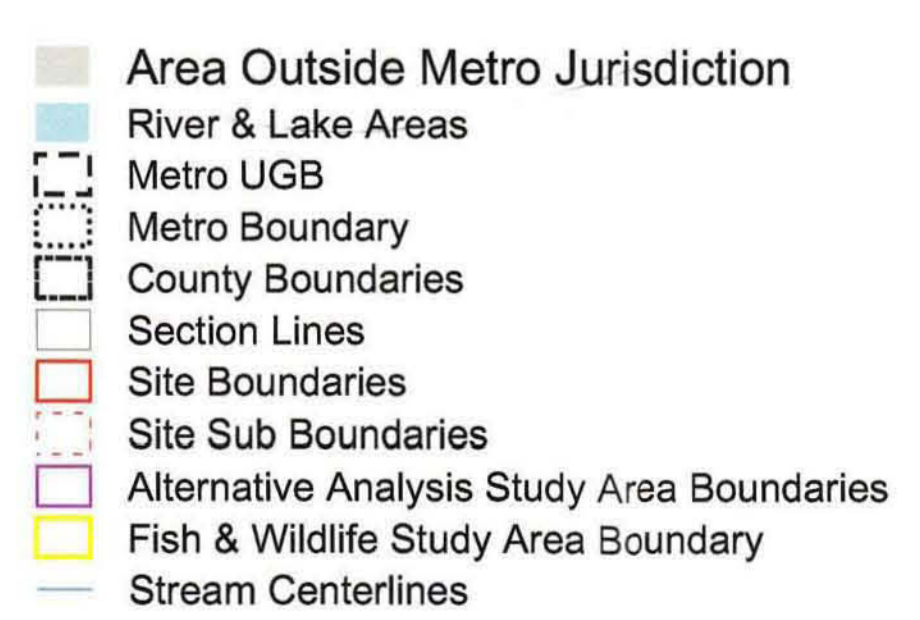 Area Outside Metro Jurisdiction
River & Lake Areas
Metro UGB
Metro Boundary
County Boundaries
Section Lines
Site Boundaries
Site Sub Boundaries
Alternative Analysis Study Area Boundaries
Fish & Wildlife Study Area Boundary
Stream Centerlines